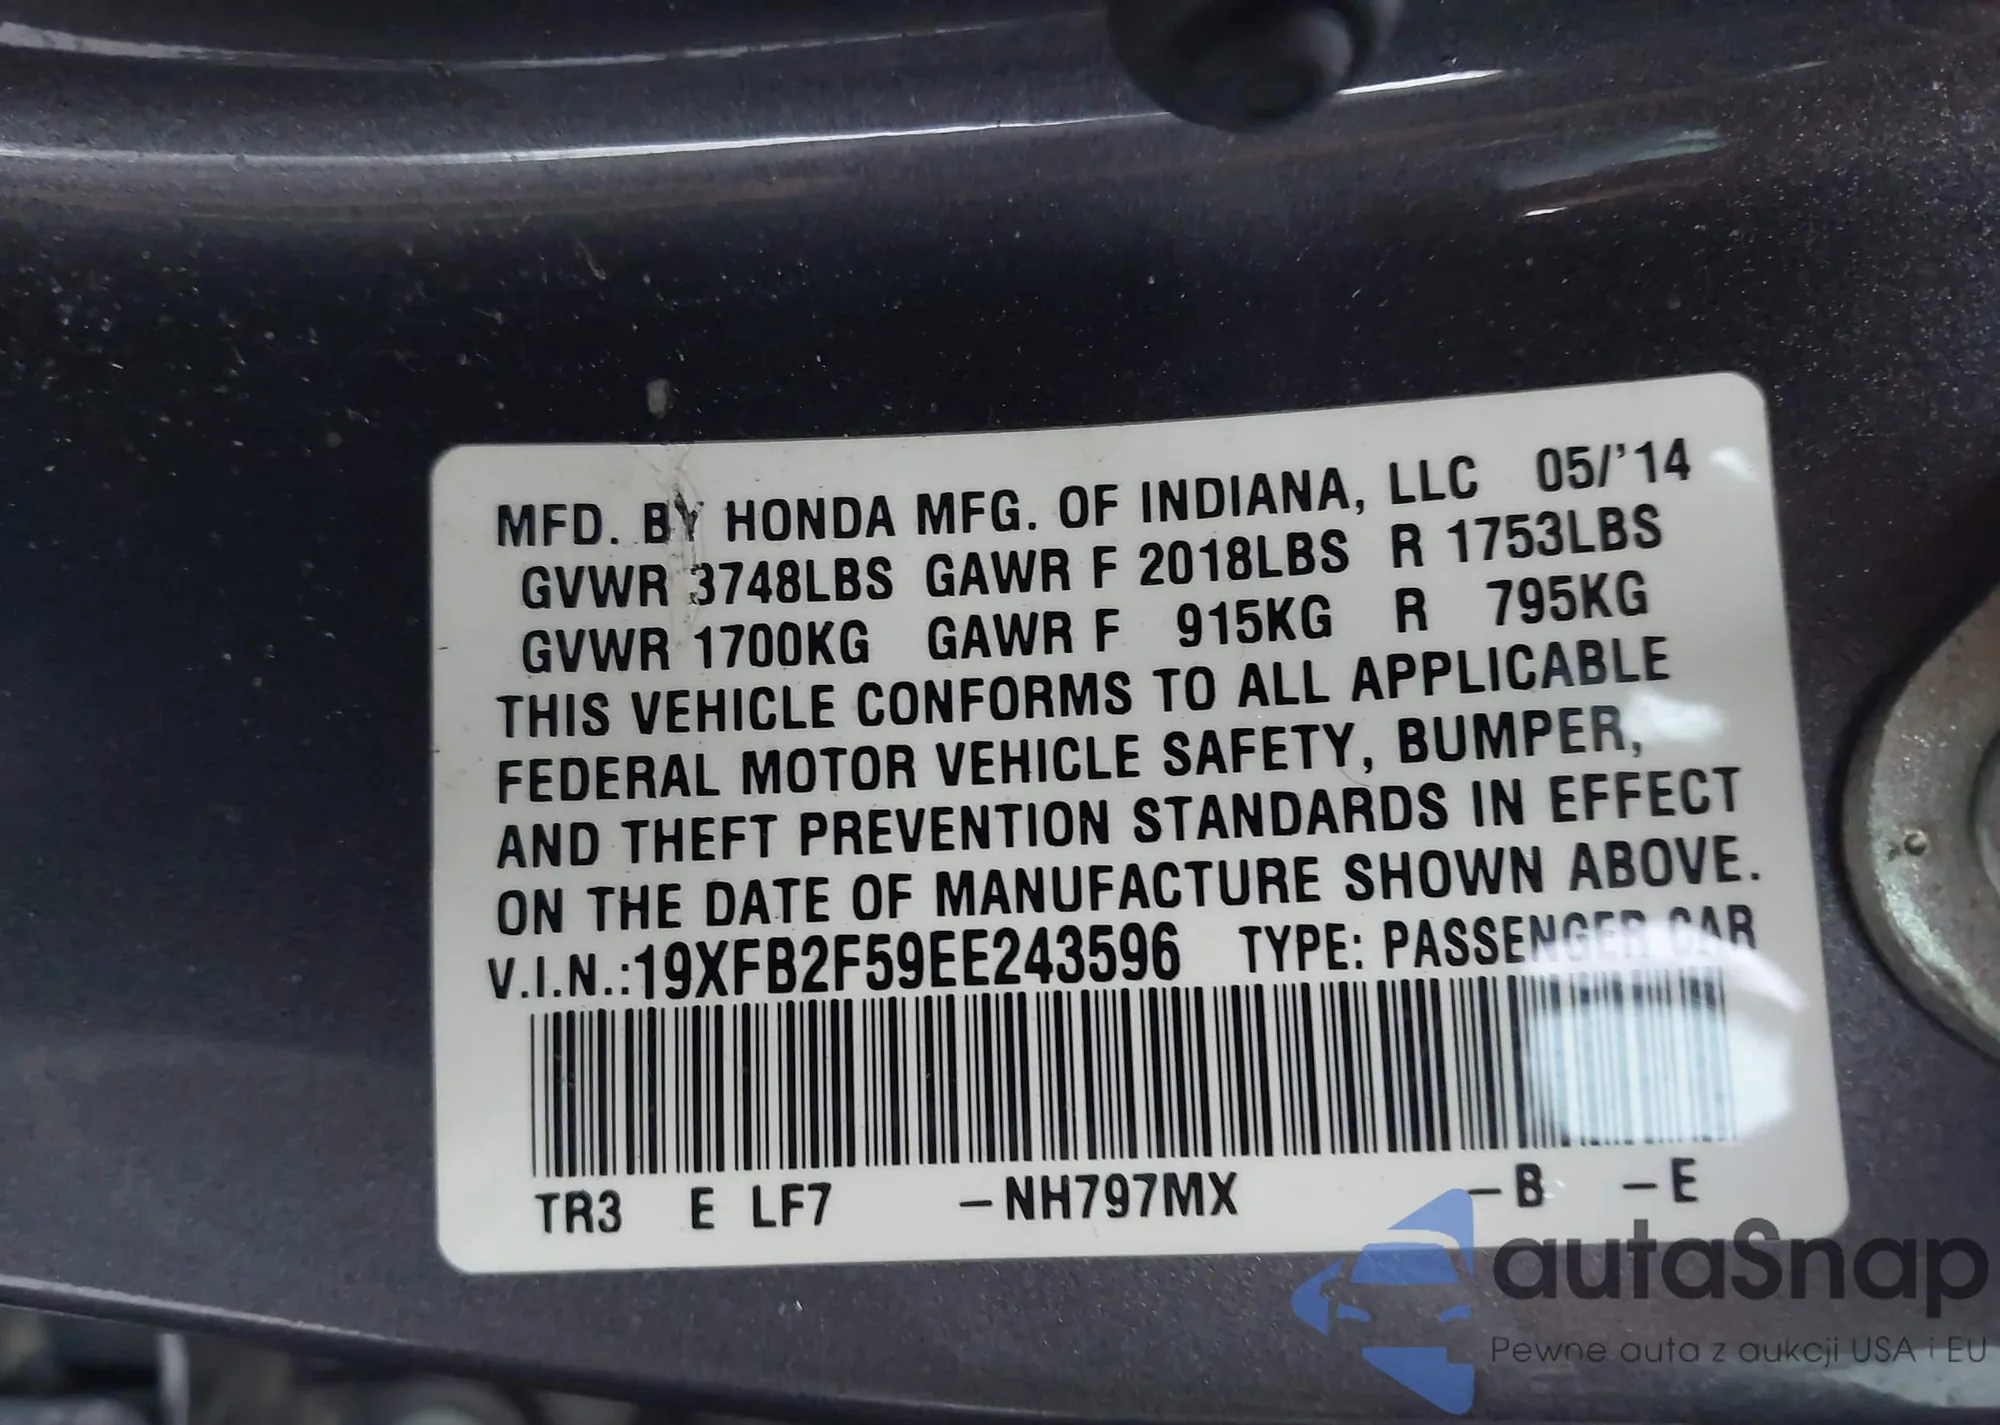 MFD. BY HONDA MFG. OF INDIANA, LLC 05/'14
GVWR 3748LBS GAWR F 2018LBS R 1753LBS
GVWR 1700KG GAWR F 915KG R 795KG
THIS VEHICLE CONFORMS TO ALL APPLICABLE
FEDERAL MOTOR VEHICLE SAFETY, BUMPER,
AND THEFT PREVENTION STANDARDS IN EFFECT
ON THE DATE OF MANUFACTURE SHOWN ABOVE.
V.I.N.:19XFB2F59EE243596 TYPE: PASSENGER CAR
TR3 E LF7 –NH797MX –B –E
autaSnap
Pewne auta z aukcji USA i EU